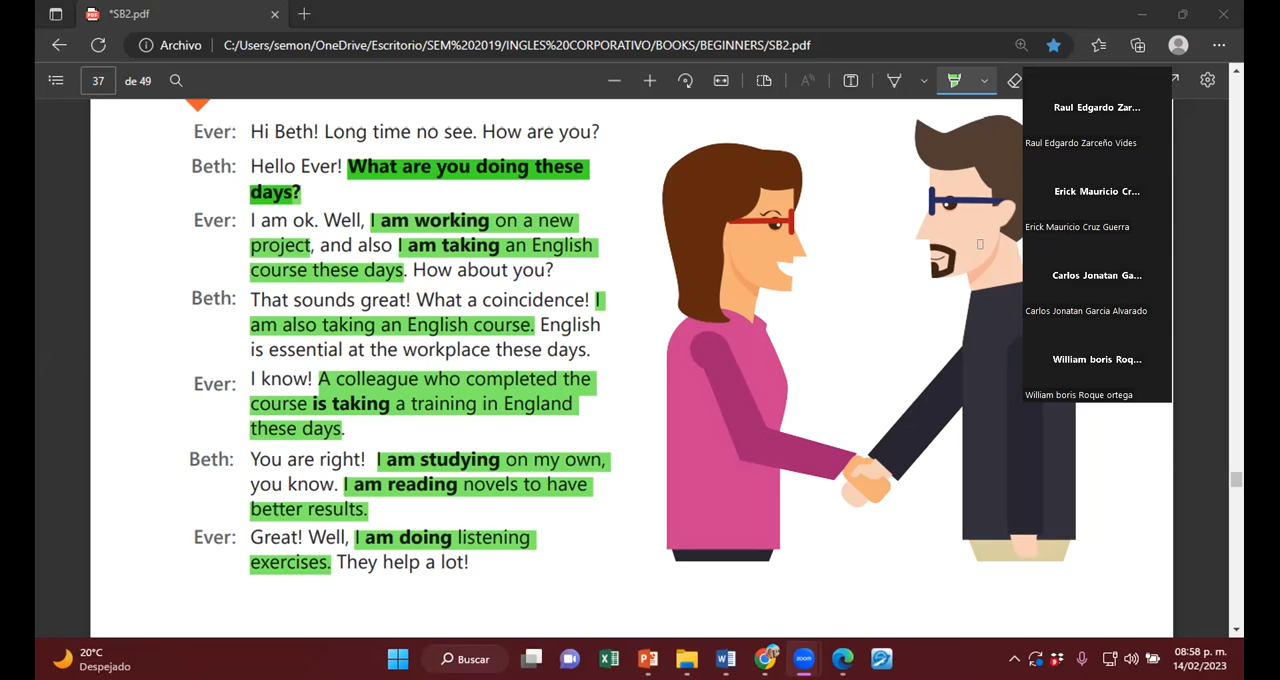 *SB2.pdf
Archivo
C:/Users/semon/OneDrive/Escritorio/SEM%202019/INGLES%20CORPORATIVO/BOOKS/BEGINNERS/SB2.pdf
37 de 49
Ever: Hi Beth! Long time no see. How are you?
Beth: Hello Ever! What are you doing these
days?
Ever: I am ok. Well, I am working on a new
project, and also I am taking an English
course these days. How about you?
Beth: That sounds great! What a coincidence! I
am also taking an English course. English
is essential at the workplace these days.
Ever: I know! A colleague who completed the
course is taking a training in England
these days.
Beth: You are right! I am studying on my own,
you know. I am reading novels to have
better results.
Ever: Great! Well, I am doing listening
exercises. They help a lot!
Raul Edgardo Zar...
Raul Edgardo Zarceño Vides
Erick Mauricio Cr...
Erick Mauricio Cruz Guerra
Carlos Jonatan Ga...
Carlos Jonatan Garcia Alvarado
William boris Roq...
William boris Roque ortega
20°C
Despejado
Buscar
zoom
08:58 p. m.
14/02/2023